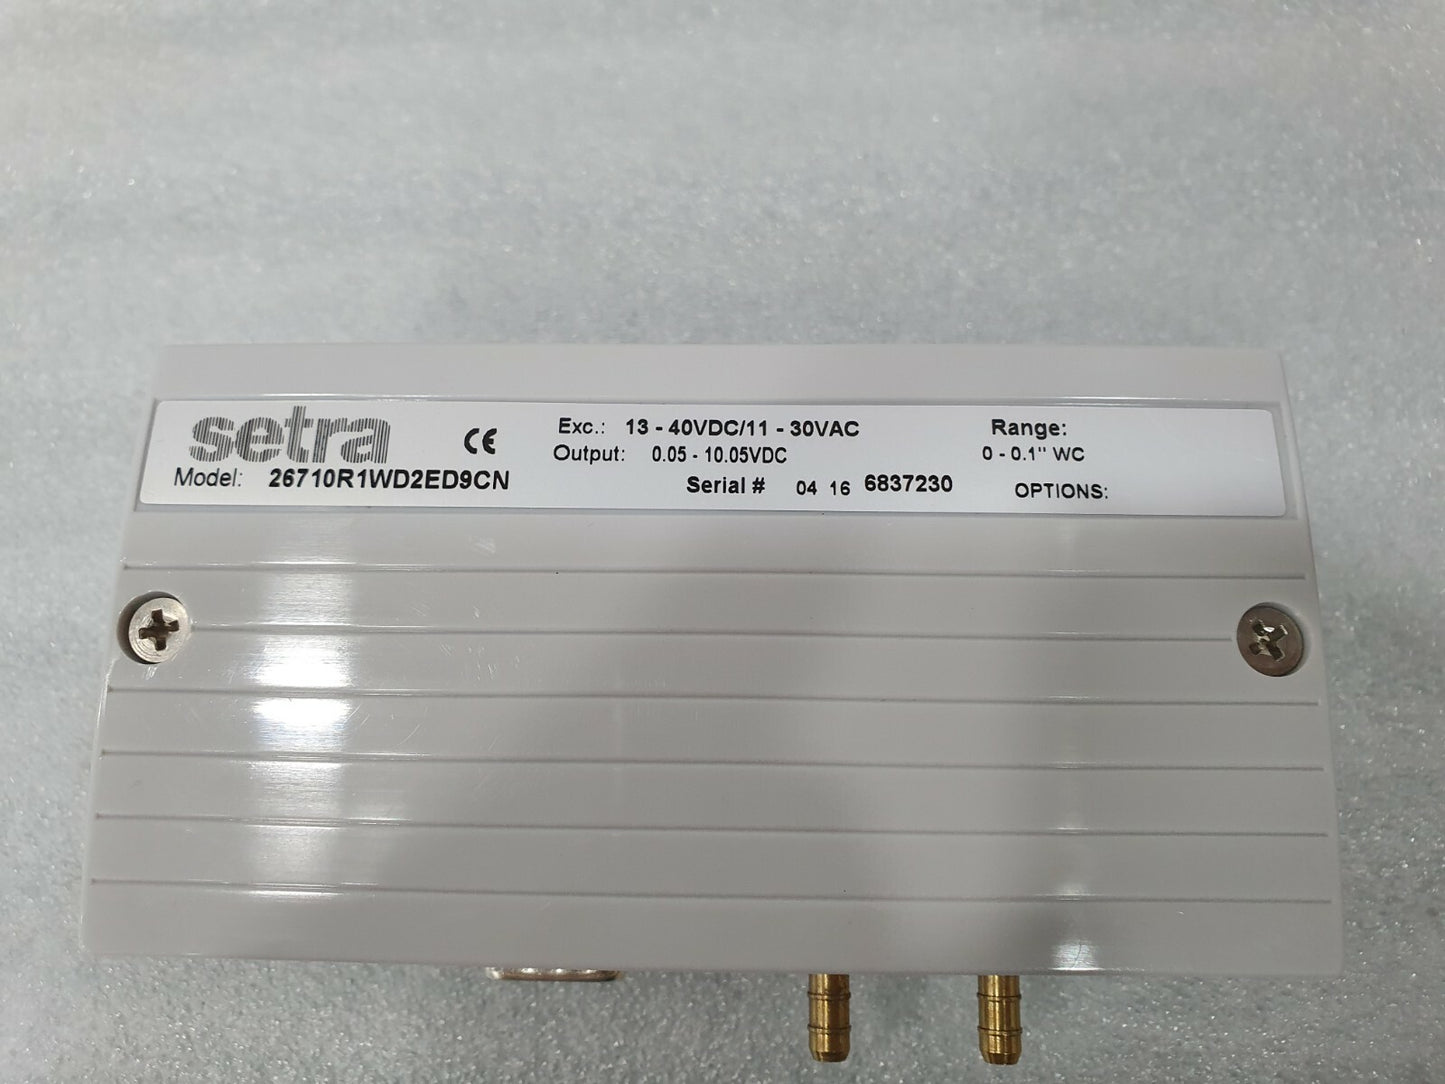 setra CE
Model: 26710R1WD2ED9CN
Exc.: 13 - 40VDC/11 - 30VAC
Output: 0.05 - 10.05VDC
Serial # 04 16 6837230
Range:
0 - 0.1" WC
OPTIONS: